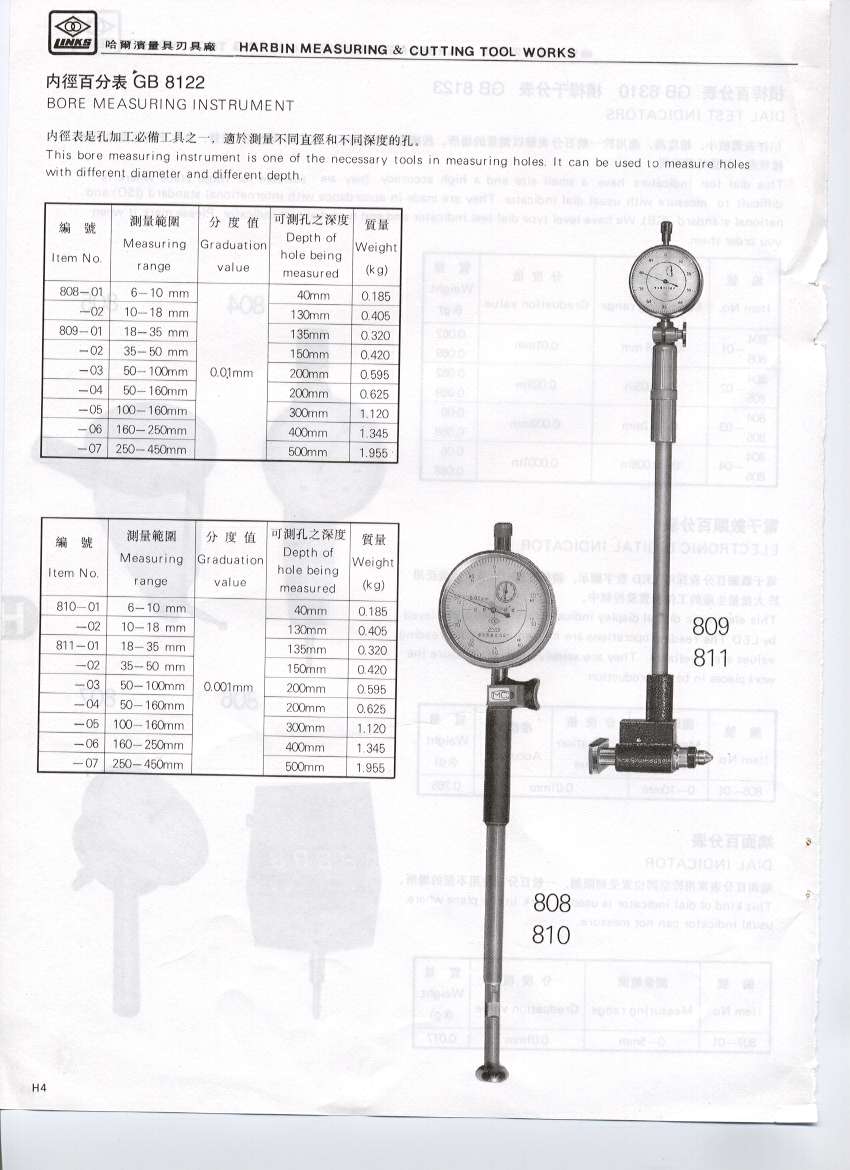 LINKS 哈爾濱量具刃具廠 HARBIN MEASURING & CUTTING TOOL WORKS
内徑百分表 GB 8122
BORE MEASURING INSTRUMENT
内徑表是孔加工必備工具之一，適於測量不同直徑和不同深度的孔。
This bore measuring instrument is one of the necessary tools in measuring holes. It can be used to measure holes
with different diameter and different depth.
編 號 測量範圍 分 度 值 可測孔之深度 質量
Item No. Measuring range Graduation value Depth of hole being measured Weight (kg)
808—01 6—10 mm 40mm 0.185
—02 10—18 mm 130mm 0.405
809—01 18—35 mm 135mm 0.320
—02 35—50 mm 150mm 0.420
—03 50—100mm 0.01mm 200mm 0.595
—04 50—160mm 200mm 0.625
—05 100—160mm 300mm 1.120
—06 160—250mm 400mm 1.345
—07 250—450mm 500mm 1.955
編 號 測量範圍 分 度 值 可測孔之深度 質量
Item No. Measuring range Graduation value Depth of hole being measured Weight (kg)
810—01 6—10 mm 40mm 0.185
—02 10—18 mm 130mm 0.405
811—01 18—35 mm 135mm 0.320
—02 35—50 mm 150mm 0.420
—03 50—100mm 0.001mm 200mm 0.595
—04 50—160mm 200mm 0.625
—05 100—160mm 300mm 1.120
—06 160—250mm 400mm 1.345
—07 250—450mm 500mm 1.955
809
811
MC
808
810
H4